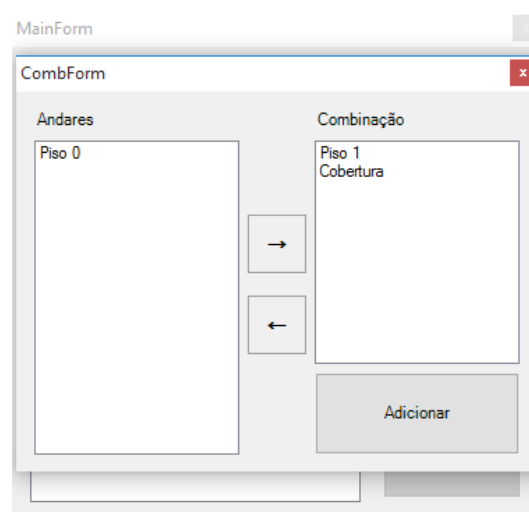 MainForm
x
CombForm
x
Andares
Combinação
Piso 0
Piso 1
Cobertura
→
←
Adicionar